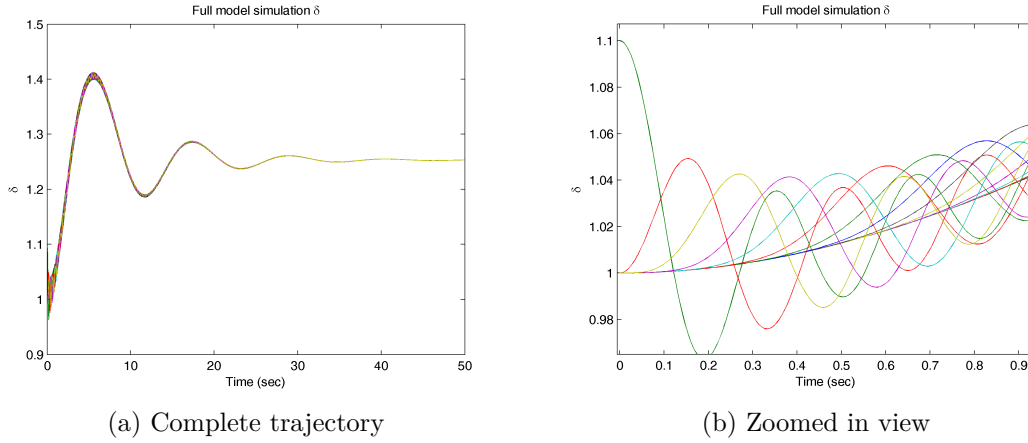 Full model simulation δ
1.5
1.4
1.3
1.2
1.1
1
0.9
δ
0 10 20 30 40 50
Time (sec)
(a) Complete trajectory
Full model simulation δ
1.1
1.08
1.06
1.04
1.02
1
0.98
δ
0 0.1 0.2 0.3 0.4 0.5 0.6 0.7 0.8 0.9
Time (sec)
(b) Zoomed in view